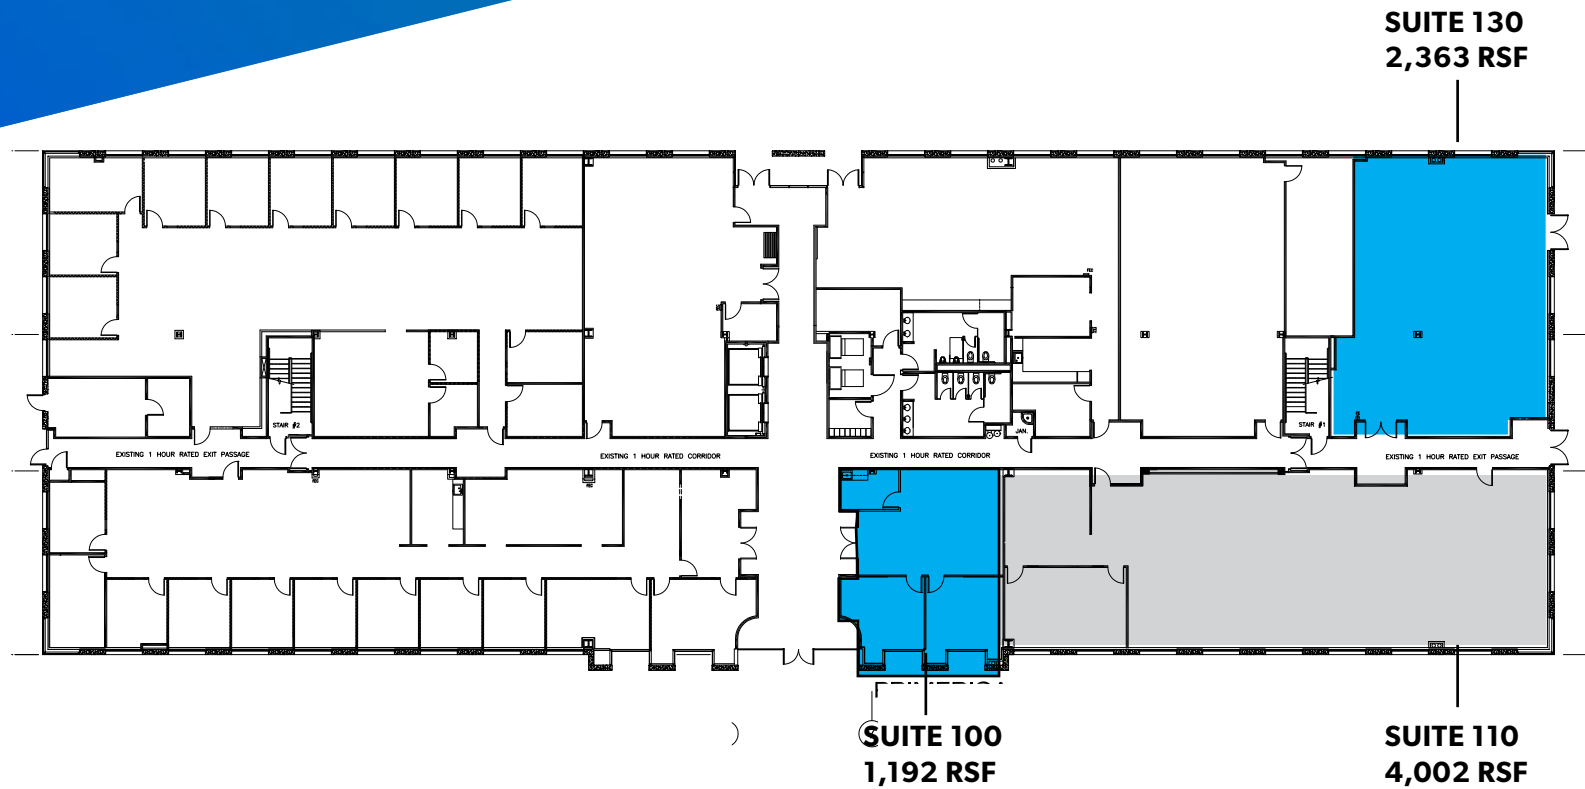 SUITE 130
2,363 RSF
STAIR #2
STAIR #1
JAN.
EXISTING 1 HOUR RATED EXIT PASSAGE
EXISTING 1 HOUR RATED CORRIDOR
EXISTING 1 HOUR RATED CORRIDOR
EXISTING 1 HOUR RATED EXIT PASSAGE
PRIMERICA
SUITE 100
1,192 RSF
SUITE 110
4,002 RSF